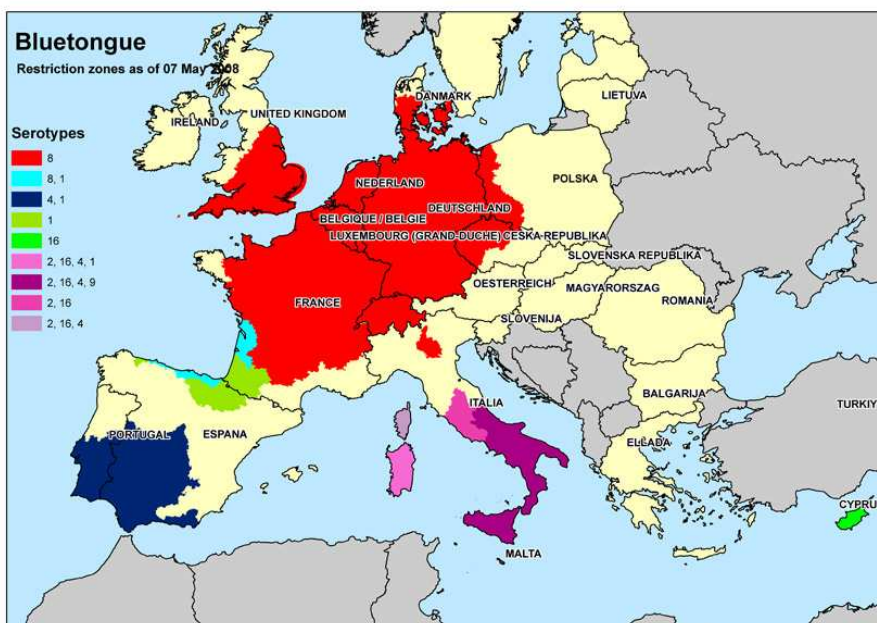 Bluetongue
Restriction zones as of 07 May 2008
Serotypes
8
8, 1
4, 1
1
16
2, 16, 4, 1
2, 16, 4, 9
2, 16
2, 16, 4
DANMARK
LIETUVA
IRELAND
UNITED KINGDOM
POLSKA
NEDERLAND
DEUTSCHLAND
BELGIQUE / BELGIE
LUXEMBOURG (GRAND-DUCHE)
CESKA REPUBLIKA
SLOVENSKA REPUBLIKA
OESTERREICH
MAGYARORSZAG
FRANCE
ROMANIA
SLOVENIJA
BALGARIJA
ITALIA
TURKIY
PORTUGAL
ESPANA
ELLADA
CYPRU
MALTA